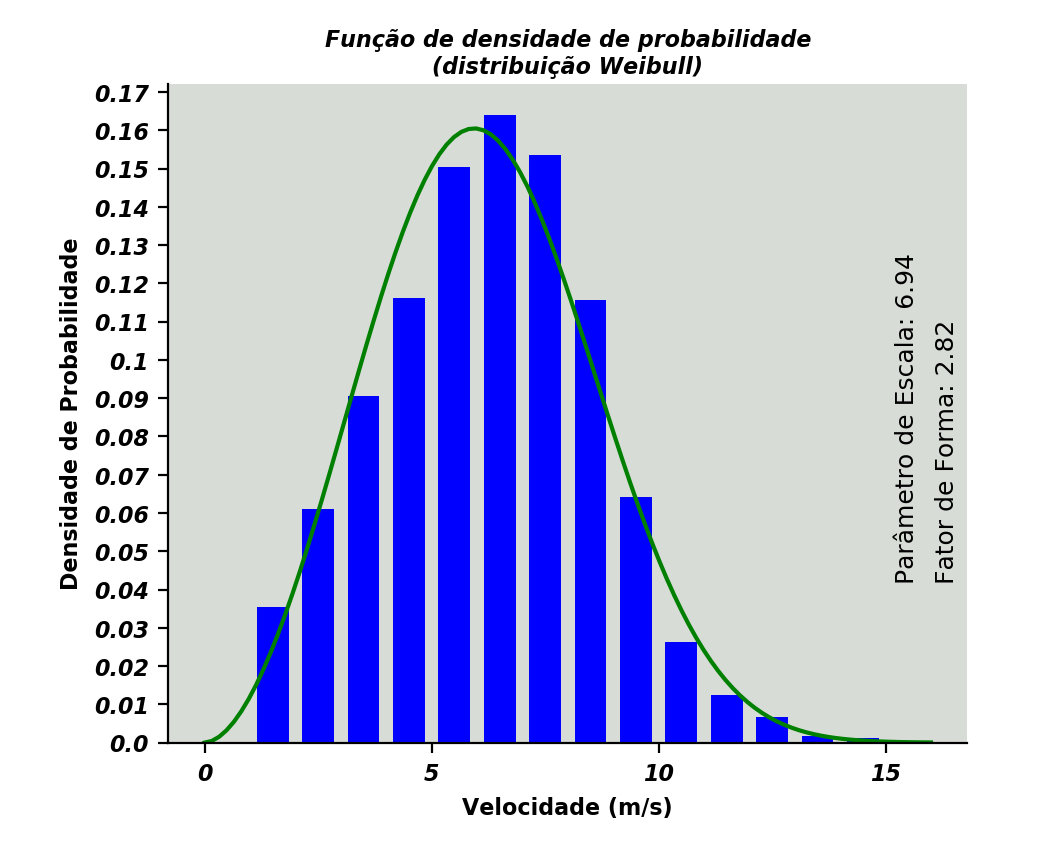 Função de densidade de probabilidade
(distribuição Weibull)
Densidade de Probabilidade
0.17
0.16
0.15
0.14
0.13
0.12
0.11
0.1
0.09
0.08
0.07
0.06
0.05
0.04
0.03
0.02
0.01
0.0
Parâmetro de Escala: 6.94
Fator de Forma: 2.82
0 5 10 15
Velocidade (m/s)